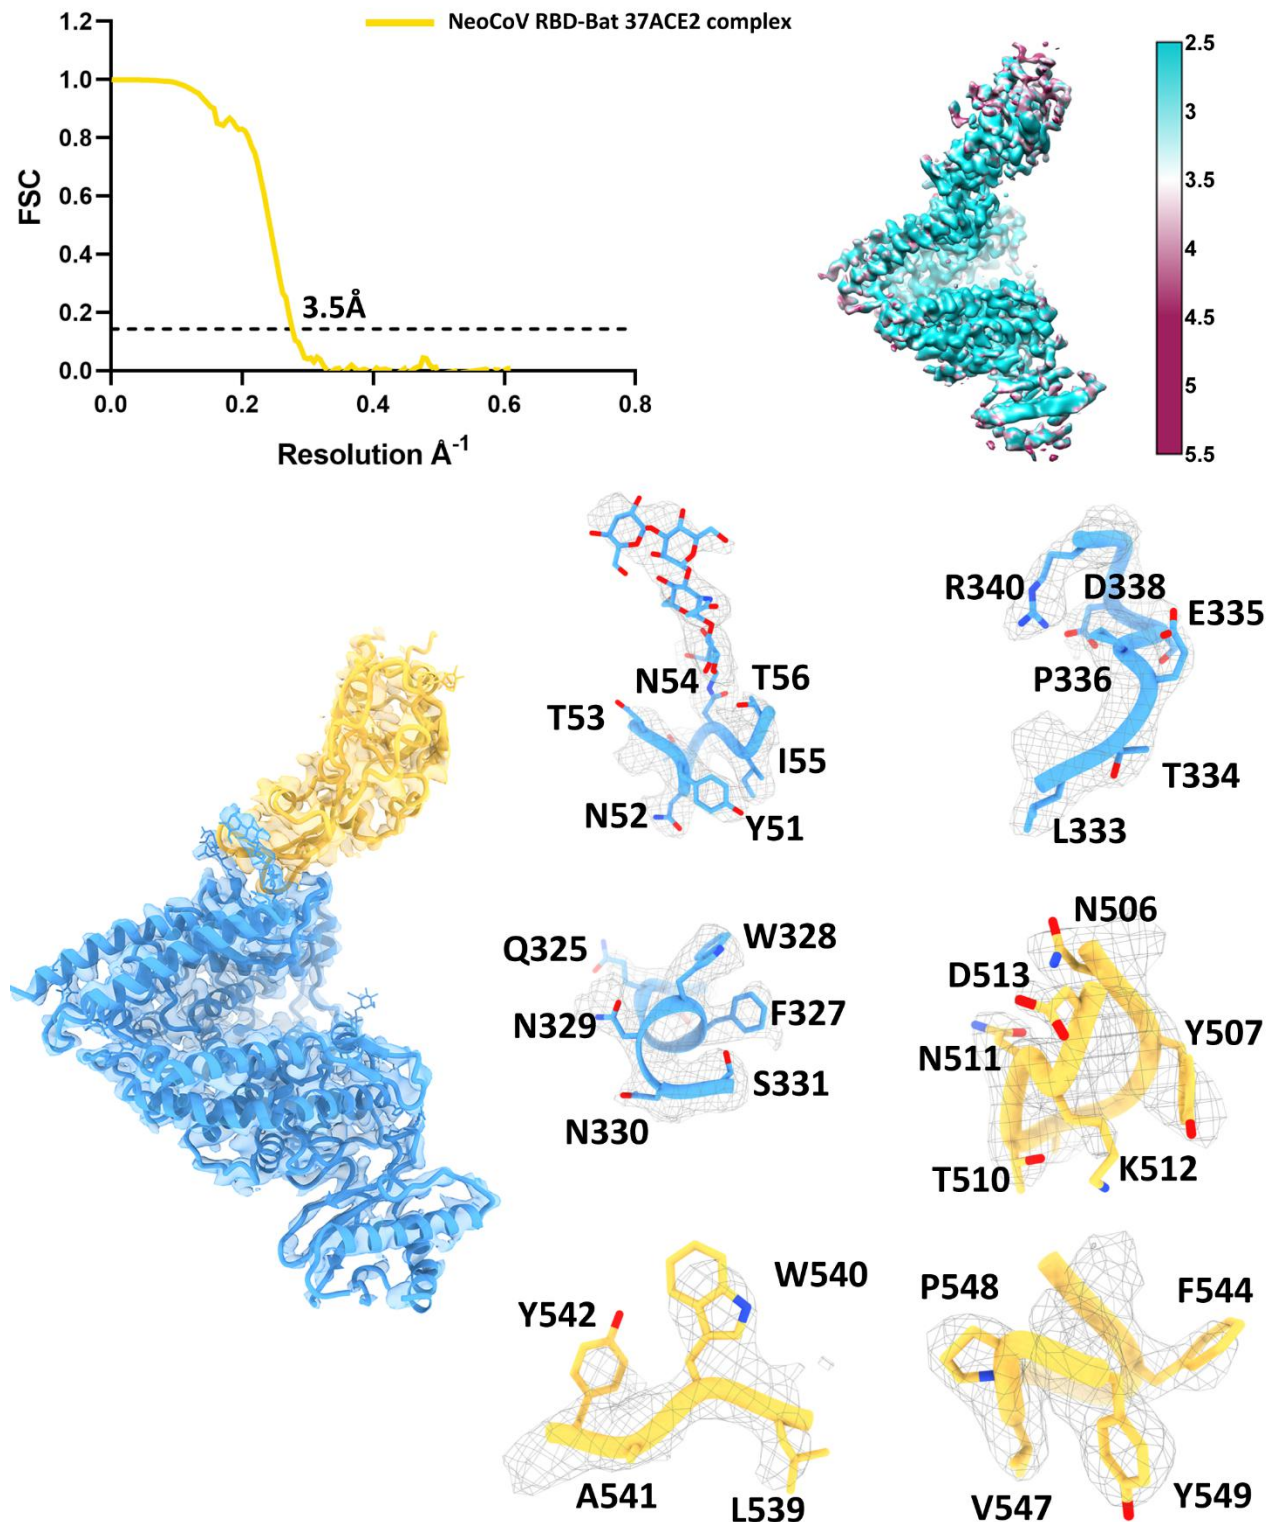 NeoCoV RBD-Bat 37ACE2 complex
1.2
1.0
0.8
0.6
0.4
0.2
0.0
FSC
3.5Å
0.0 0.2 0.4 0.6 0.8
Resolution Å-1
2.5
3
3.5
4
4.5
5
5.5
N54
T56
T53
I55
N52
Y51
R340
D338
E335
P336
T334
L333
Q325
W328
N329
F327
S331
N330
N506
D513
Y507
N511
T510
K512
Y542
W540
A541
L539
P548
F544
V547
Y549